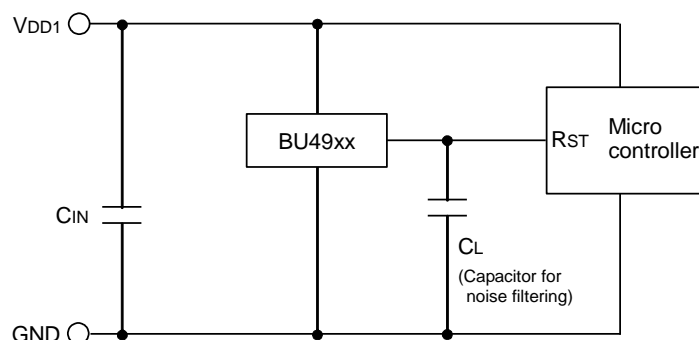 VDD1
BU49xx
RST
Micro
controller
CIN
CL
(Capacitor for
noise filtering)
GND